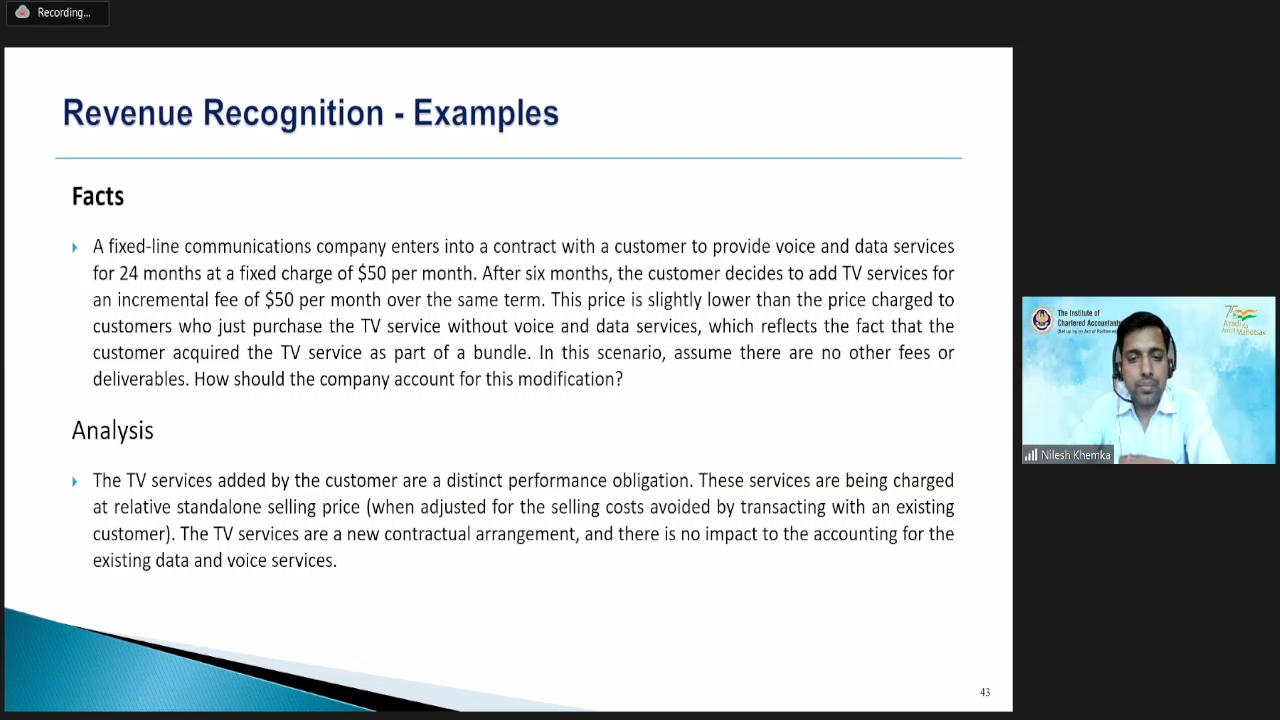 Recording...
Revenue Recognition - Examples
Facts
A fixed-line communications company enters into a contract with a customer to provide voice and data services
for 24 months at a fixed charge of $50 per month. After six months, the customer decides to add TV services for
an incremental fee of $50 per month over the same term. This price is slightly lower than the price charged to
customers who just purchase the TV service without voice and data services, which reflects the fact that the
customer acquired the TV service as part of a bundle. In this scenario, assume there are no other fees or
deliverables. How should the company account for this modification?
Analysis
The TV services added by the customer are a distinct performance obligation. These services are being charged
at relative standalone selling price (when adjusted for the selling costs avoided by transacting with an existing
customer). The TV services are a new contractual arrangement, and there is no impact to the accounting for the
existing data and voice services.
43
The Institute of
Chartered Accountants
Nilesh Khemka